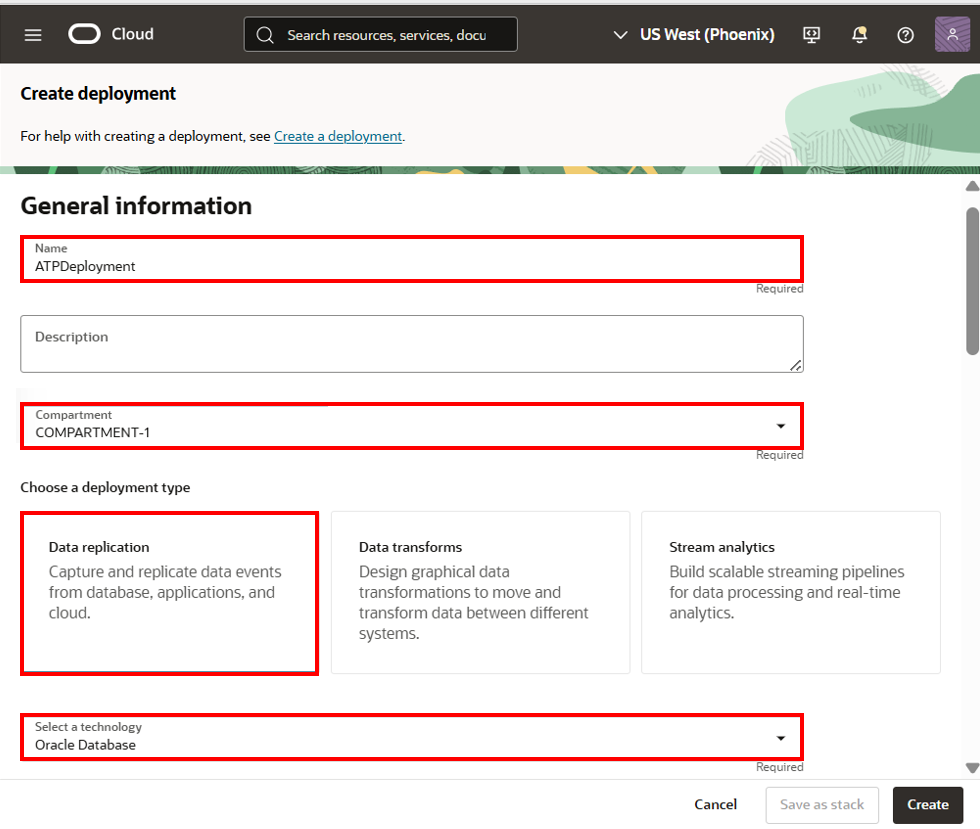 Cloud
Search resources, services, docu
US West (Phoenix)
Create deployment
For help with creating a deployment, see Create a deployment.
General information
Name
ATPDeployment
Required
Description
Compartment
COMPARTMENT-1
Required
Choose a deployment type
Data replication
Capture and replicate data events
from database, applications, and
cloud.
Data transforms
Design graphical data
transformations to move and
transform data between different
systems.
Stream analytics
Build scalable streaming pipelines
for data processing and real-time
analytics.
Select a technology
Oracle Database
Required
Cancel
Save as stack
Create